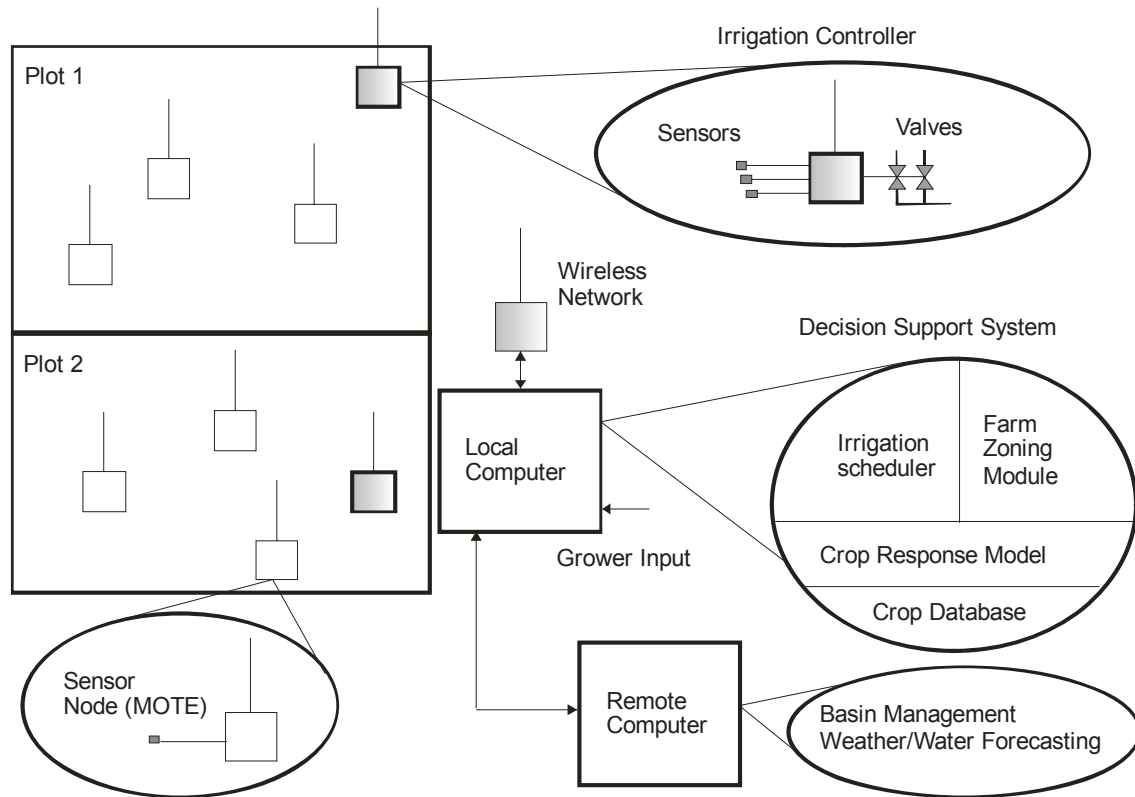 Irrigation Controller
Plot 1
Sensors
Valves
Wireless
Network
Decision Support System
Plot 2
Local
Computer
Irrigation
scheduler
Farm
Zoning
Module
Grower Input
Crop Response Model
Crop Database
Sensor
Node (MOTE)
Remote
Computer
Basin Management
Weather/Water Forecasting